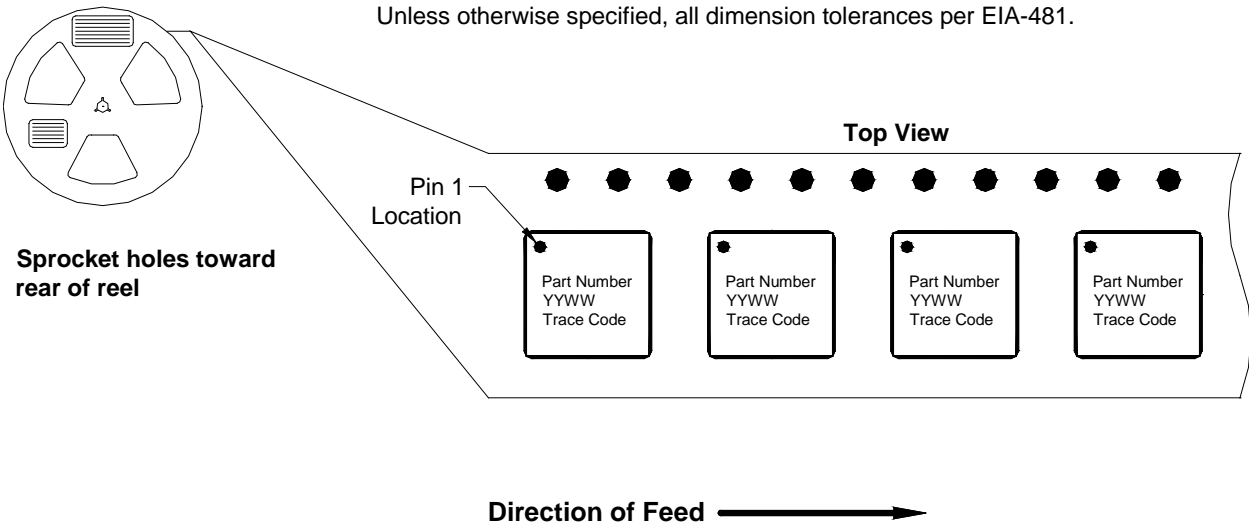 Unless otherwise specified, all dimension tolerances per EIA-481.
Top View
Pin 1
Location
Sprocket holes toward
rear of reel
Part Number
YYWW
Trace Code
Part Number
YYWW
Trace Code
Part Number
YYWW
Trace Code
Part Number
YYWW
Trace Code
Direction of Feed